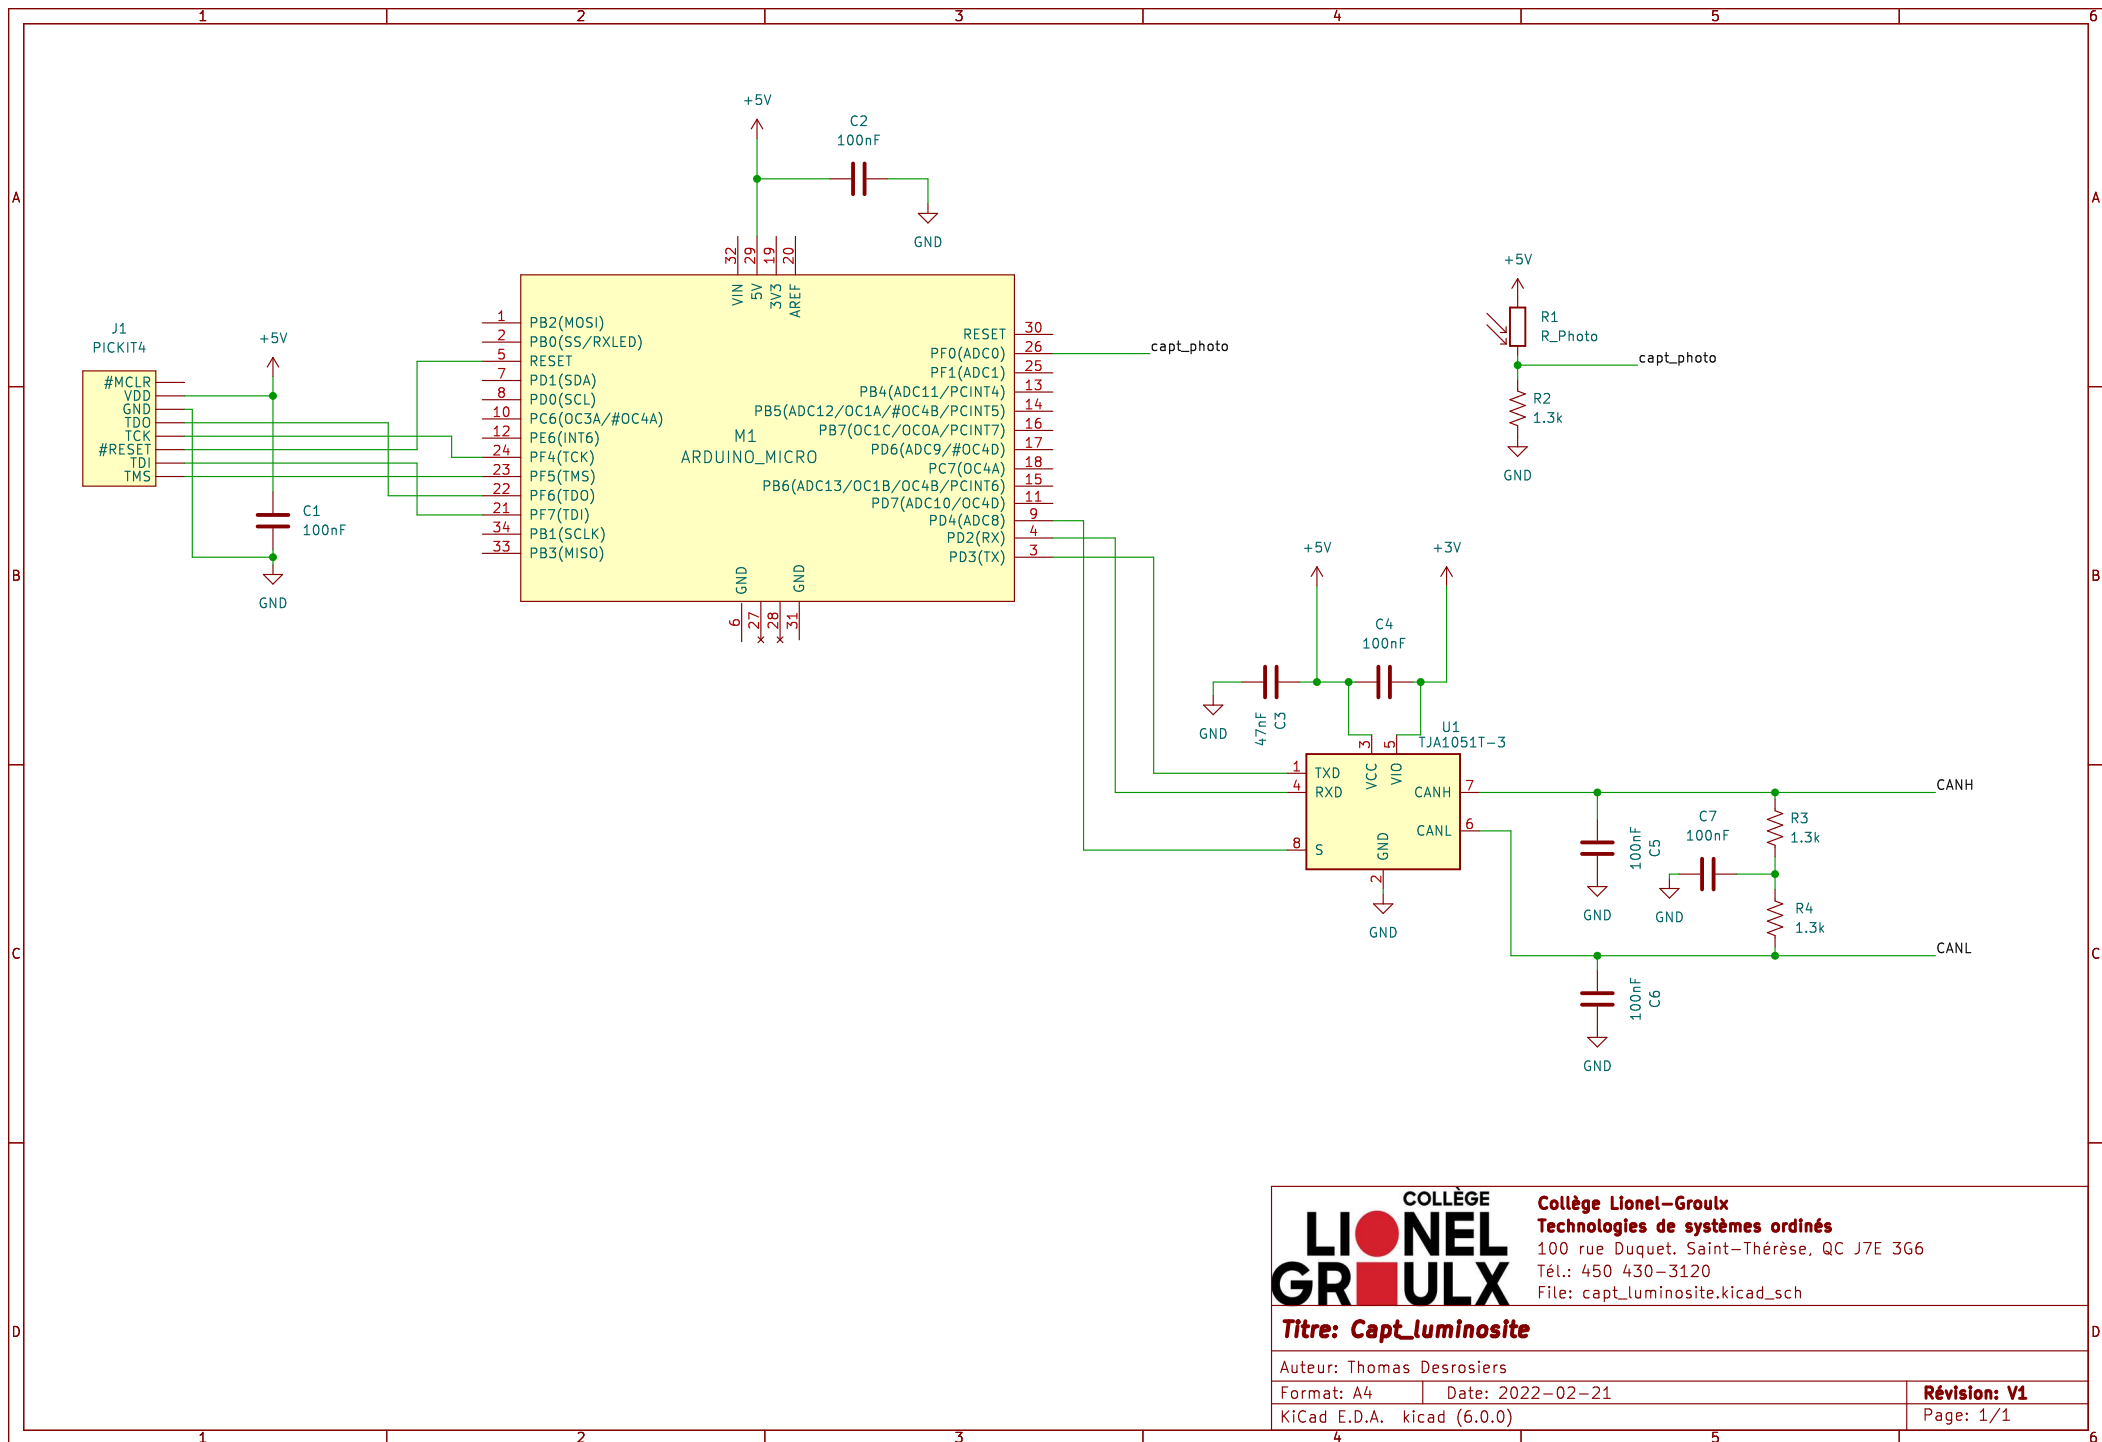 1 2 3 4 5 6
A
B
C
D
A
B
C
D
+5V
C2
100nF
GND
32
29
19
20
VIN
5V
3V3
AREF
J1
PICKIT4
#MCLR
VDD
GND
TDO
TCK
#RESET
TDI
TMS
+5V
C1
100nF
GND
1 PB2(MOSI)
2 PB0(SS/RXLED)
5 RESET
7 PD1(SDA)
8 PD0(SCL)
10 PC6(OC3A/#OC4A)
12 PE6(INT6)
24 PF4(TCK)
23 PF5(TMS)
22 PF6(TDO)
21 PF7(TDI)
34 PB1(SCLK)
33 PB3(MISO)
M1
ARDUINO_MICRO
RESET 30
PF0(ADC0) 26
PF1(ADC1) 25
PB4(ADC11/PCINT4) 13
PB5(ADC12/OC1A/#OC4B/PCINT5) 14
PB7(OC1C/OC0A/PCINT7) 16
PD6(ADC9/#OC4D) 17
PC7(OC4A) 18
PB6(ADC13/OC1B/OC4B/PCINT6) 15
PD7(ADC10/OC4D) 11
PD4(ADC8) 9
PD2(RX) 4
PD3(TX) 3
GND
GND
6
27
28
31
capt_photo
+5V
R1
R_Photo
capt_photo
R2
1.3k
GND
+5V
+3V
C4
100nF
GND
47nF
C3
U1
TJA1051T-3
3
5
VCC
VIO
1 TXD
4 RXD
8 S
CANH 7
CANL 6
GND
2
GND
CANH
100nF
C5
GND
C7
100nF
GND
R3
1.3k
R4
1.3k
CANL
100nF
C6
GND
COLLÈGE
LIONEL
GROULX
Collège Lionel-Groulx
Technologies de systèmes ordinés
100 rue Duquet. Saint-Thérèse, QC J7E 3G6
Tél.: 450 430-3120
File: capt_luminosite.kicad_sch
Titre: Capt_luminosite
Auteur: Thomas Desrosiers
Format: A4 Date: 2022-02-21 Révision: V1
KiCad E.D.A. kicad (6.0.0) Page: 1/1
1 2 3 4 5 6